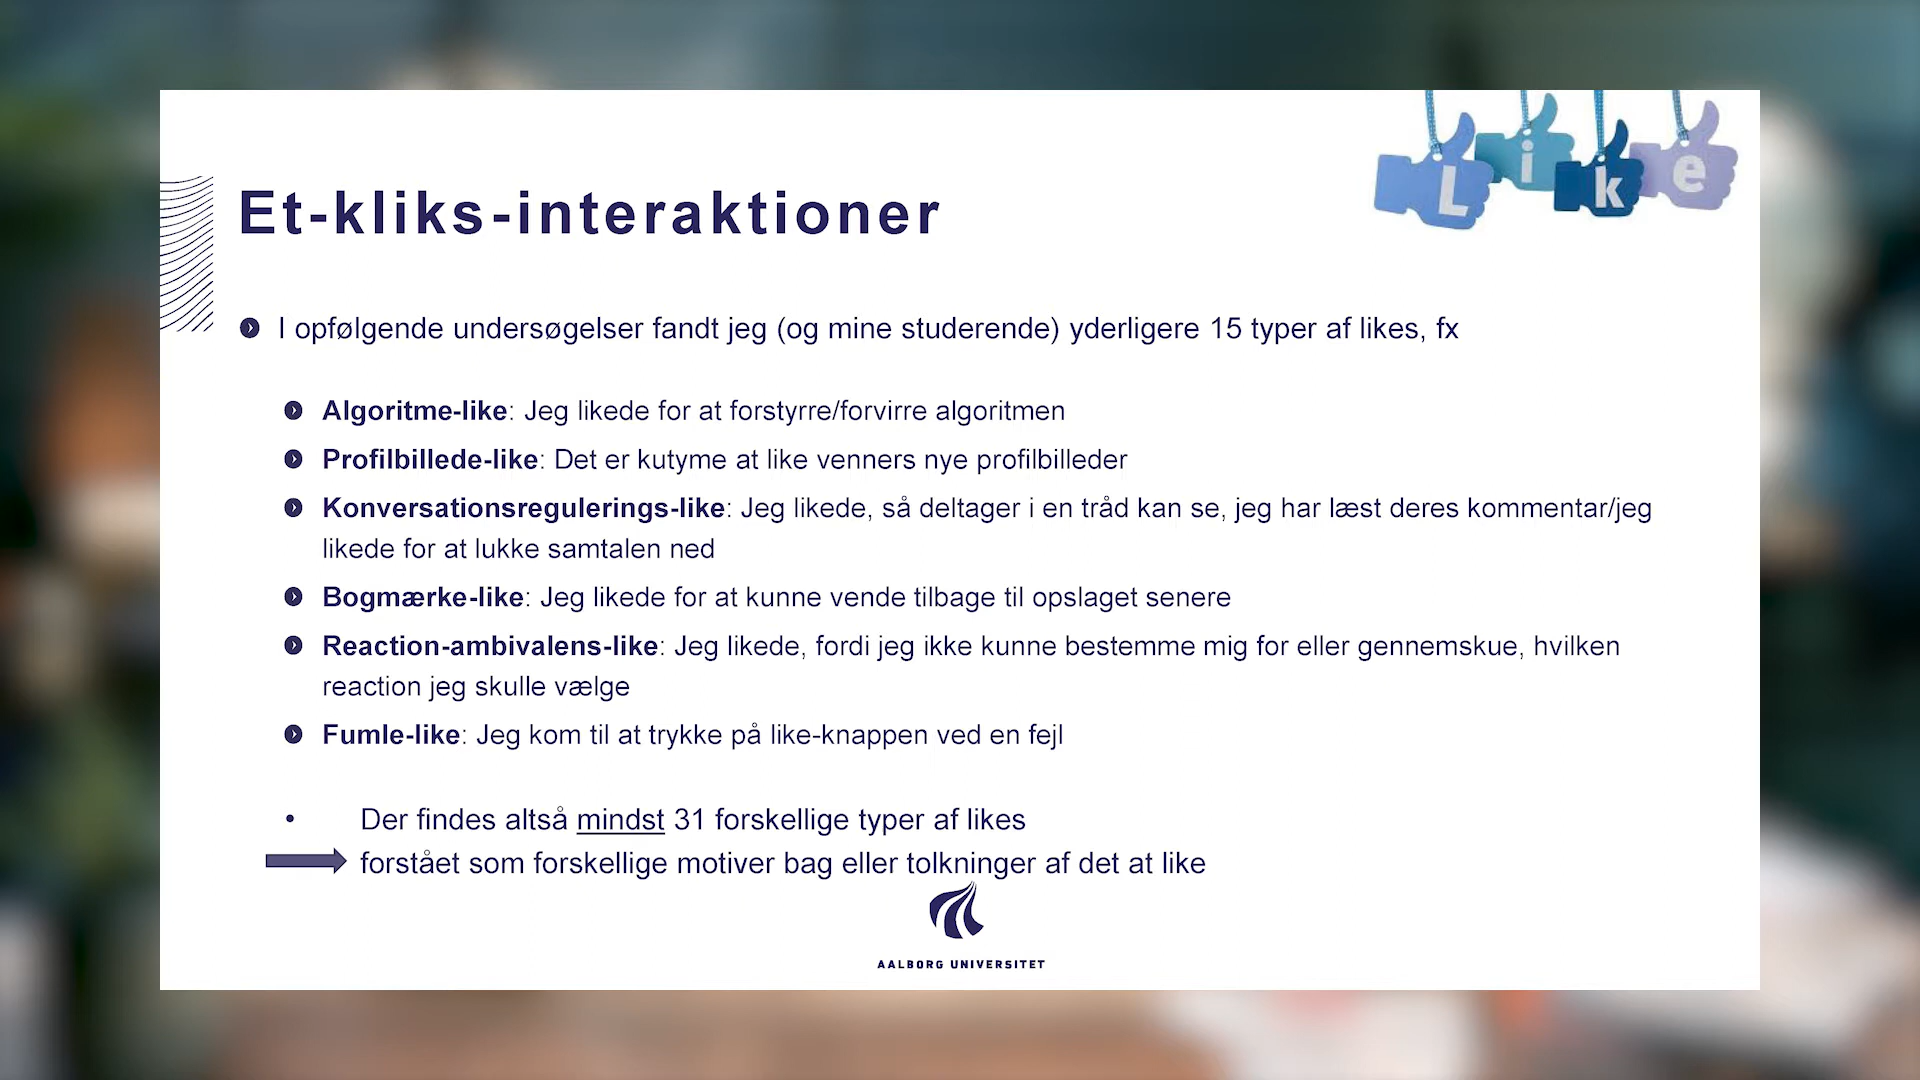 Like
Et-kliks-interaktioner
I opfølgende undersøgelser fandt jeg (og mine studerende) yderligere 15 typer af likes, fx
Algoritme-like: Jeg likede for at forstyrre/forvirre algoritmen
Profilbillede-like: Det er kutyme at like venners nye profilbilleder
Konversationsregulerings-like: Jeg likede, så deltager i en tråd kan se, jeg har læst deres kommentar/jeg
likede for at lukke samtalen ned
Bogmærke-like: Jeg likede for at kunne vende tilbage til opslaget senere
Reaction-ambivalens-like: Jeg likede, fordi jeg ikke kunne bestemme mig for eller gennemskue, hvilken
reaction jeg skulle vælge
Fumle-like: Jeg kom til at trykke på like-knappen ved en fejl
• Der findes altså mindst 31 forskellige typer af likes
forstået som forskellige motiver bag eller tolkninger af det at like
AALBORG UNIVERSITET